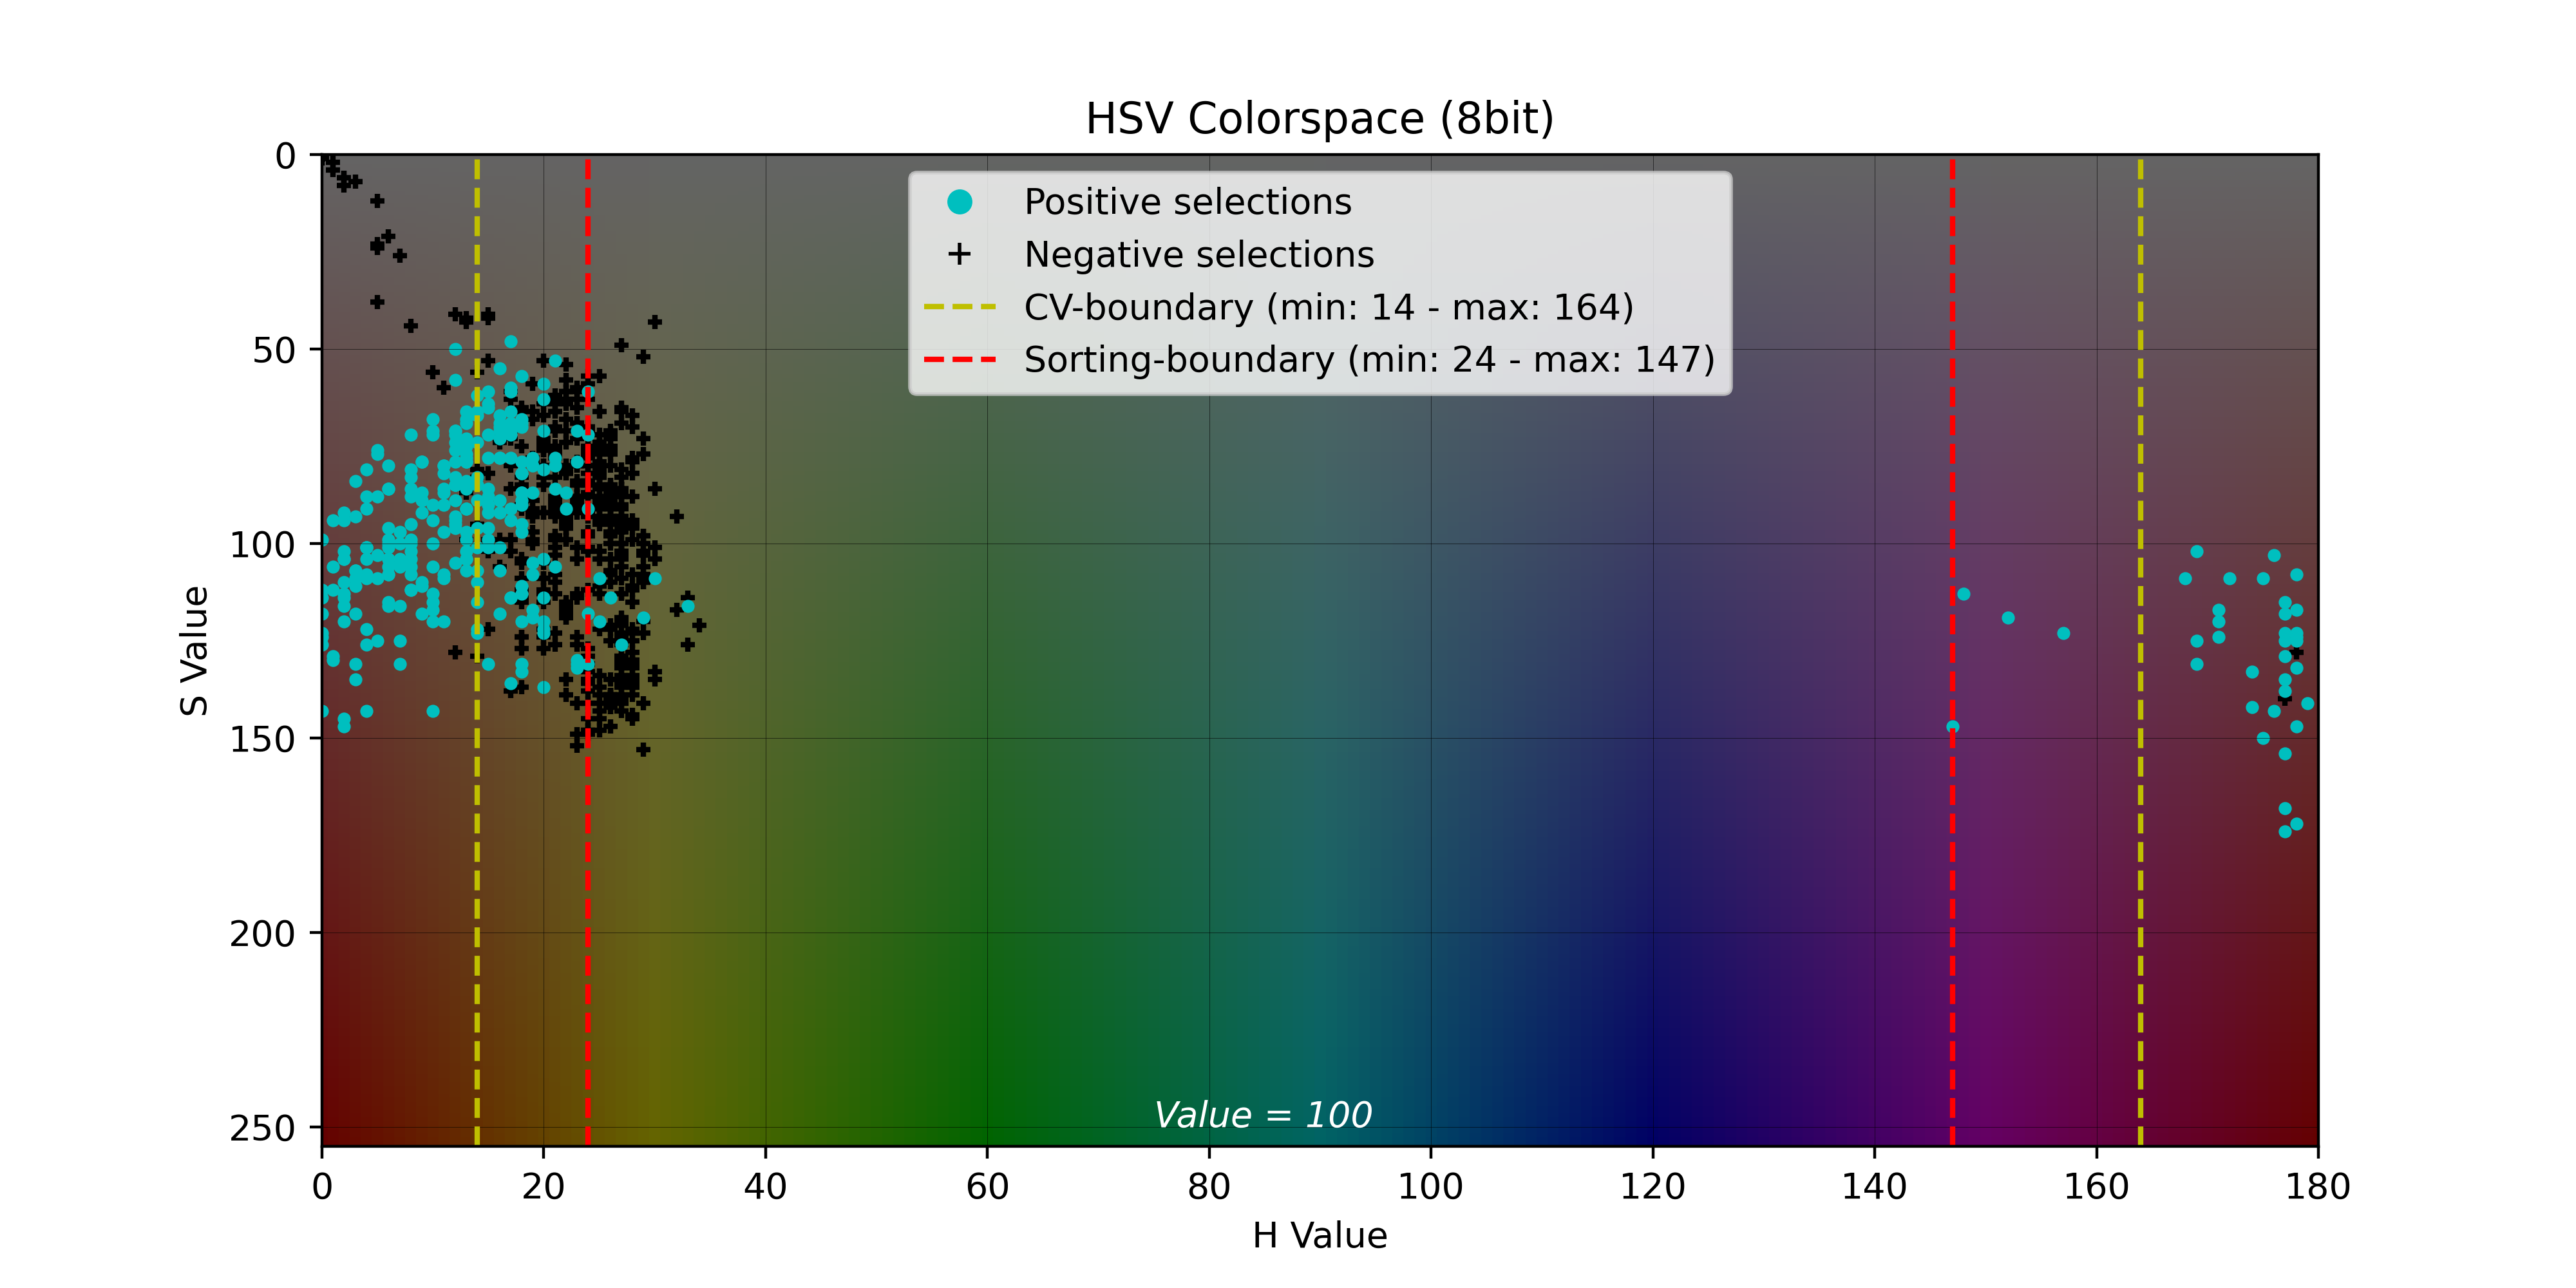 HSV Colorspace (8bit)
Positive selections
Negative selections
CV-boundary (min: 14 - max: 164)
Sorting-boundary (min: 24 - max: 147)
0
50
100
150
200
250
S Value
Value = 100
0 20 40 60 80 100 120 140 160 180
H Value